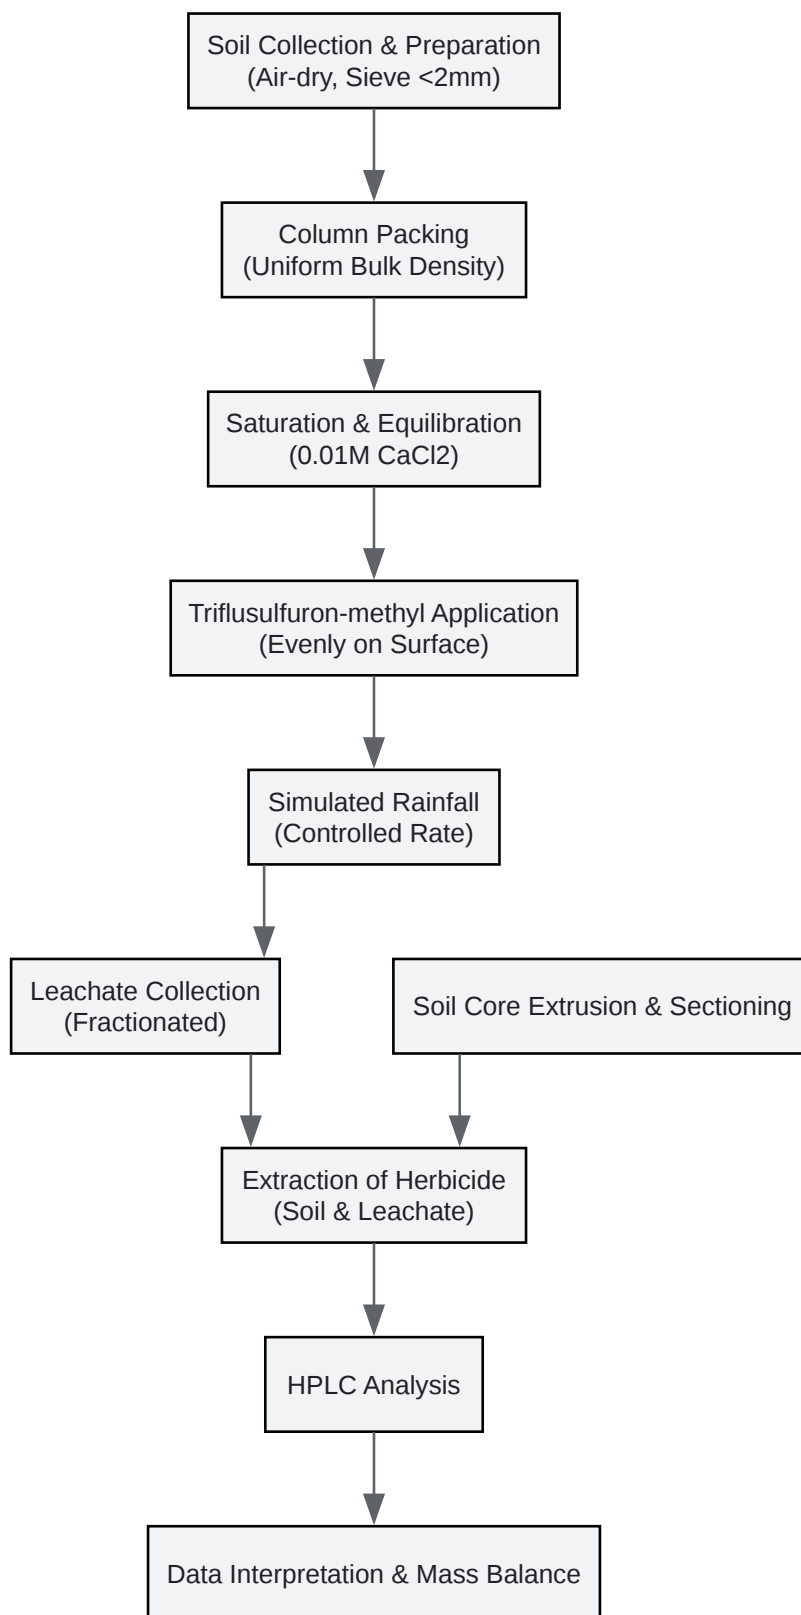 Soil Collection & Preparation
(Air-dry, Sieve <2mm)
Column Packing
(Uniform Bulk Density)
Saturation & Equilibration
(0.01M CaCl2)
Triflusulfuron-methyl Application
(Evenly on Surface)
Simulated Rainfall
(Controlled Rate)
Leachate Collection
(Fractionated)
Soil Core Extrusion & Sectioning
Extraction of Herbicide
(Soil & Leachate)
HPLC Analysis
Data Interpretation & Mass Balance